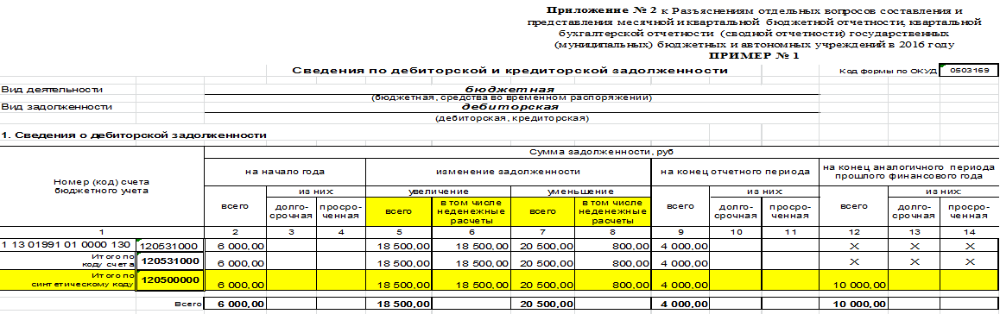 Приложение № 2 к Разъяснениям отдельных вопросов составления и
представления месячной и квартальной бюджетной отчетности, квартальной
бухгалтерской отчетности (сводной отчетности) государственных
(муниципальных) бюджетных и автономных учреждений в 2016 году
ПРИМЕР № 1
Сведения по дебиторской и кредиторской задолженности Код формы по ОКУД 0503169
Вид деятельности бюджетная
(бюджетная, средства во временном распоряжении)
Вид задолженности дебиторская
(дебиторская, кредиторская)
1. Сведения о дебиторской задолженности
Номер (код) счета
бюджетного учета
Сумма задолженности, руб
на начало года изменение задолженности на конец отчетного периода на конец аналогичного периода
прошлого финансового года
из них: увеличение уменьшение из них: из них:
всего долго-
срочная просро-
ченная всего в том числе
неденежные
расчеты всего в том числе
неденежные
расчеты всего долго-
срочная просро-
ченная всего долго-
срочная просро-
ченная
1 2 3 4 5 6 7 8 9 10 11 12 13 14
1 13 01991 01 0000 130 120531000 6 000,00 18 500,00 18 500,00 20 500,00 800,00 4 000,00 X X X
Итого по
коду счета 120531000 6 000,00 18 500,00 18 500,00 20 500,00 800,00 4 000,00 X X X
Итого по
синтетическому коду 120500000 6 000,00 18 500,00 18 500,00 20 500,00 800,00 4 000,00 10 000,00
Всего 6 000,00 18 500,00 20 500,00 4 000,00 10 000,00